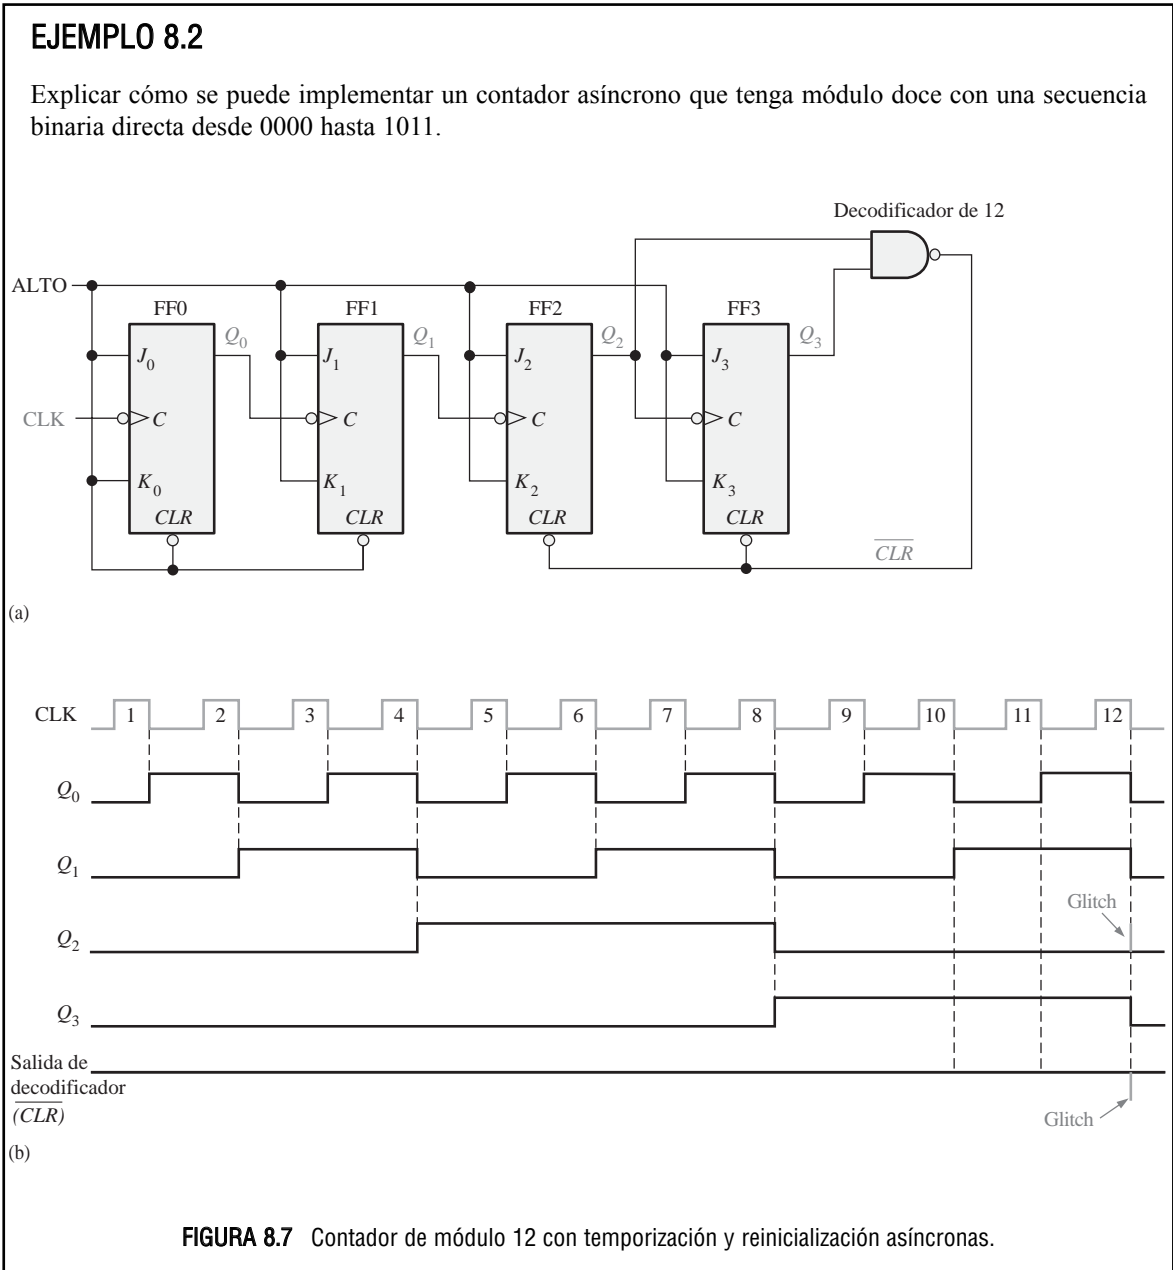 EJEMPLO 8.2
Explicar cómo se puede implementar un contador asíncrono que tenga módulo doce con una secuencia
binaria directa desde 0000 hasta 1011.
Decodificador de 12
ALTO
FF0 FF1 FF2 FF3
Q0 Q1 Q2 Q3
J0 J1 J2 J3
CLK C C C C
K0 K1 K2 K3
CLR CLR CLR CLR
CLR
(a)
CLK 1 2 3 4 5 6 7 8 9 10 11 12
Q0
Q1
Glitch
Q2
Q3
Salida de
decodificador
(CLR)
Glitch
(b)
FIGURA 8.7 Contador de módulo 12 con temporización y reinicialización asíncronas.